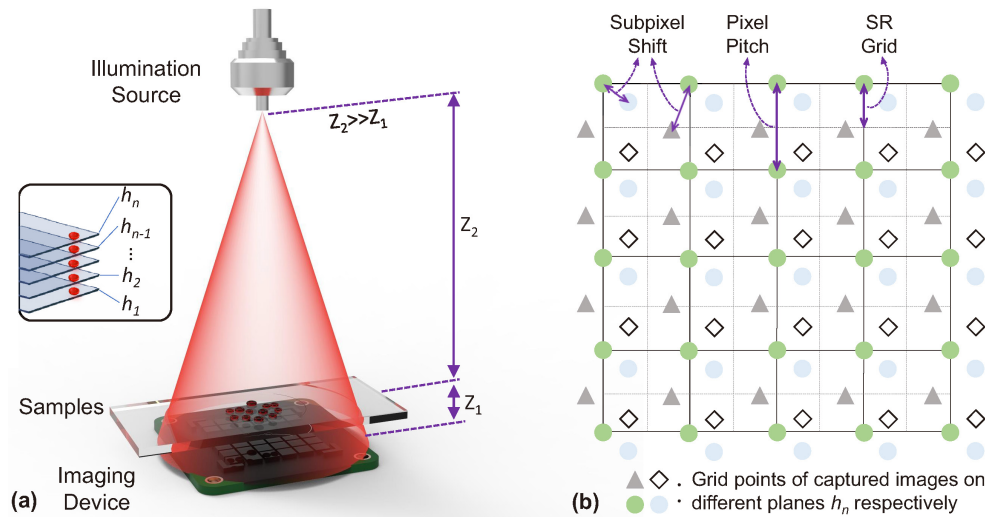 Illumination
Source
Z2>>Z1
Z2
hn
hn-1
⋮
h2
h1
Samples
Z1
Imaging
Device
(a)
Subpixel
Shift
Pixel
Pitch
SR
Grid
Grid points of captured images on
different planes hn respectively
(b)